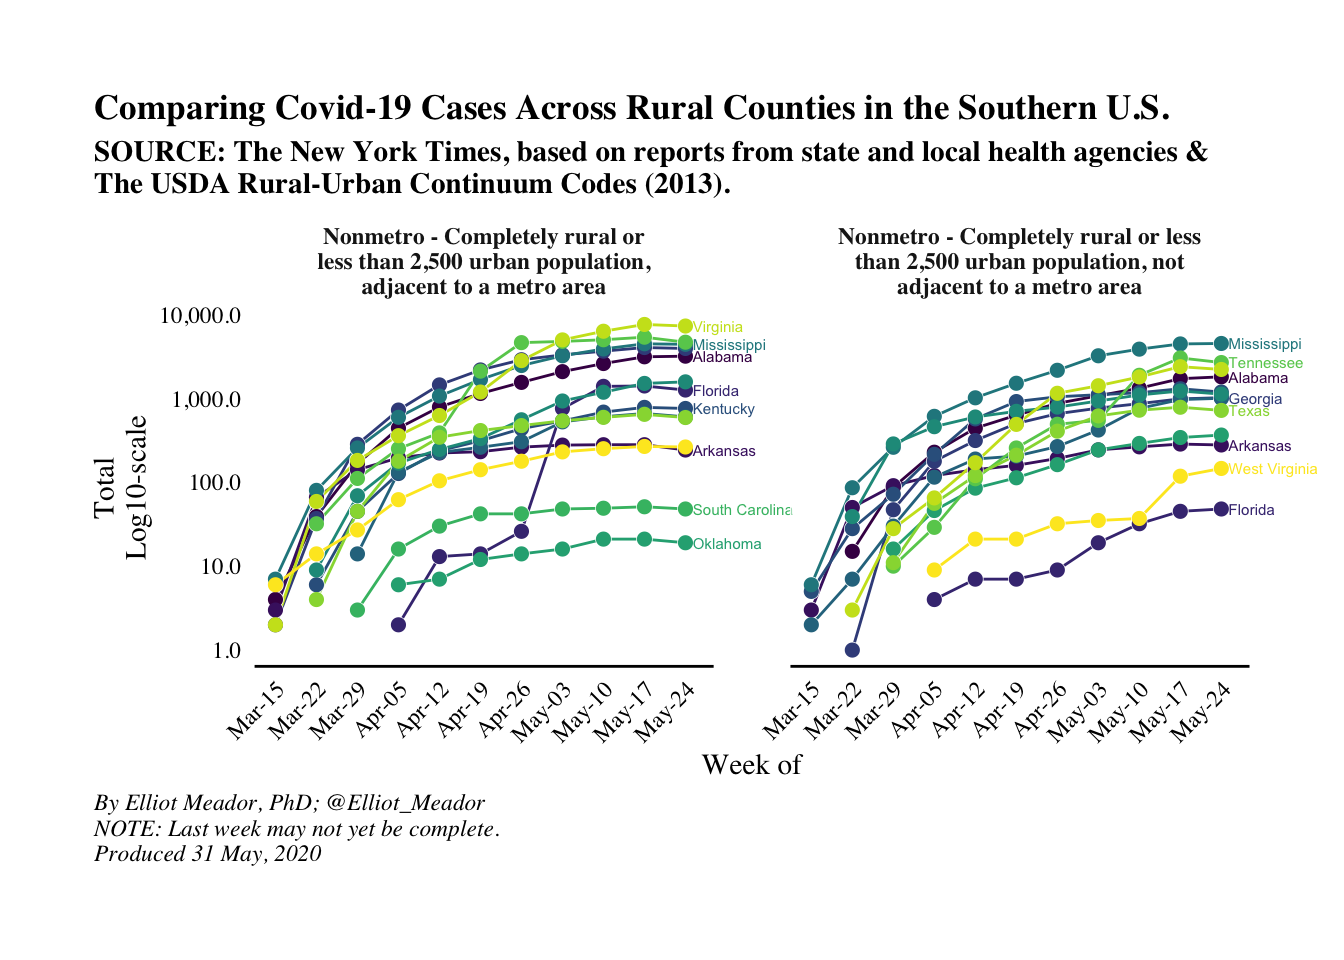 Comparing Covid-19 Cases Across Rural Counties in the Southern U.S.
SOURCE: The New York Times, based on reports from state and local health agencies &
The USDA Rural-Urban Continuum Codes (2013).
Nonmetro - Completely rural or
less than 2,500 urban population,
adjacent to a metro area
Nonmetro - Completely rural or less
than 2,500 urban population, not
adjacent to a metro area
Total
Log10-scale
10,000.0
1,000.0
100.0
10.0
1.0
Virginia
Mississippi
Alabama
Florida
Kentucky
Arkansas
South Carolina
Oklahoma
Mississippi
Tennessee
Alabama
Georgia
Texas
Arkansas
West Virginia
Florida
Mar-15
Mar-22
Mar-29
Apr-05
Apr-12
Apr-19
Apr-26
May-03
May-10
May-17
May-24
Mar-15
Mar-22
Mar-29
Apr-05
Apr-12
Apr-19
Apr-26
May-03
May-10
May-17
May-24
Week of
By Elliot Meador, PhD; @Elliot_Meador
NOTE: Last week may not yet be complete.
Produced 31 May, 2020